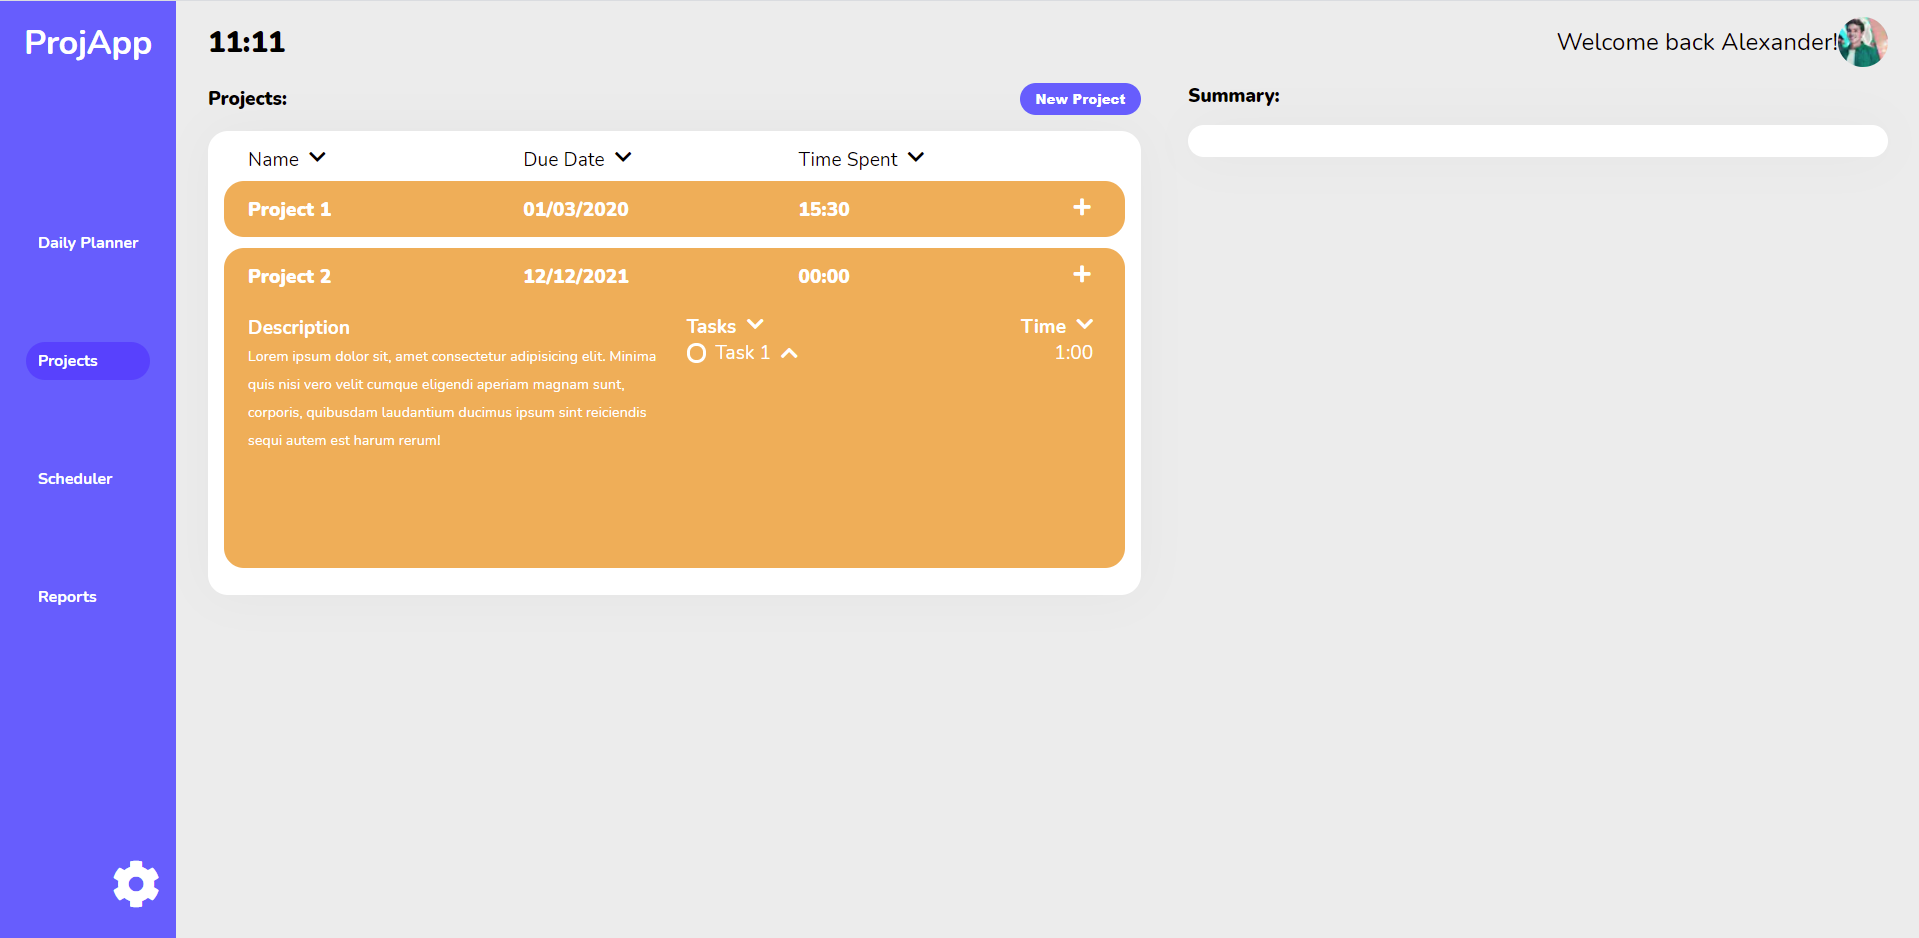 ProjApp
11:11
Welcome back Alexander!
Projects:
New Project
Summary:
Name
Due Date
Time Spent
Project 1
01/03/2020
15:30
Project 2
12/12/2021
00:00
Description
Lorem ipsum dolor sit, amet consectetur adipisicing elit. Minima
quis nisi vero velit cumque eligendi aperiam magnam sunt,
corporis, quibusdam laudantium ducimus ipsum sint reiciendis
sequi autem est harum rerum!
Tasks
Time
Task 1
1:00
Daily Planner
Projects
Scheduler
Reports